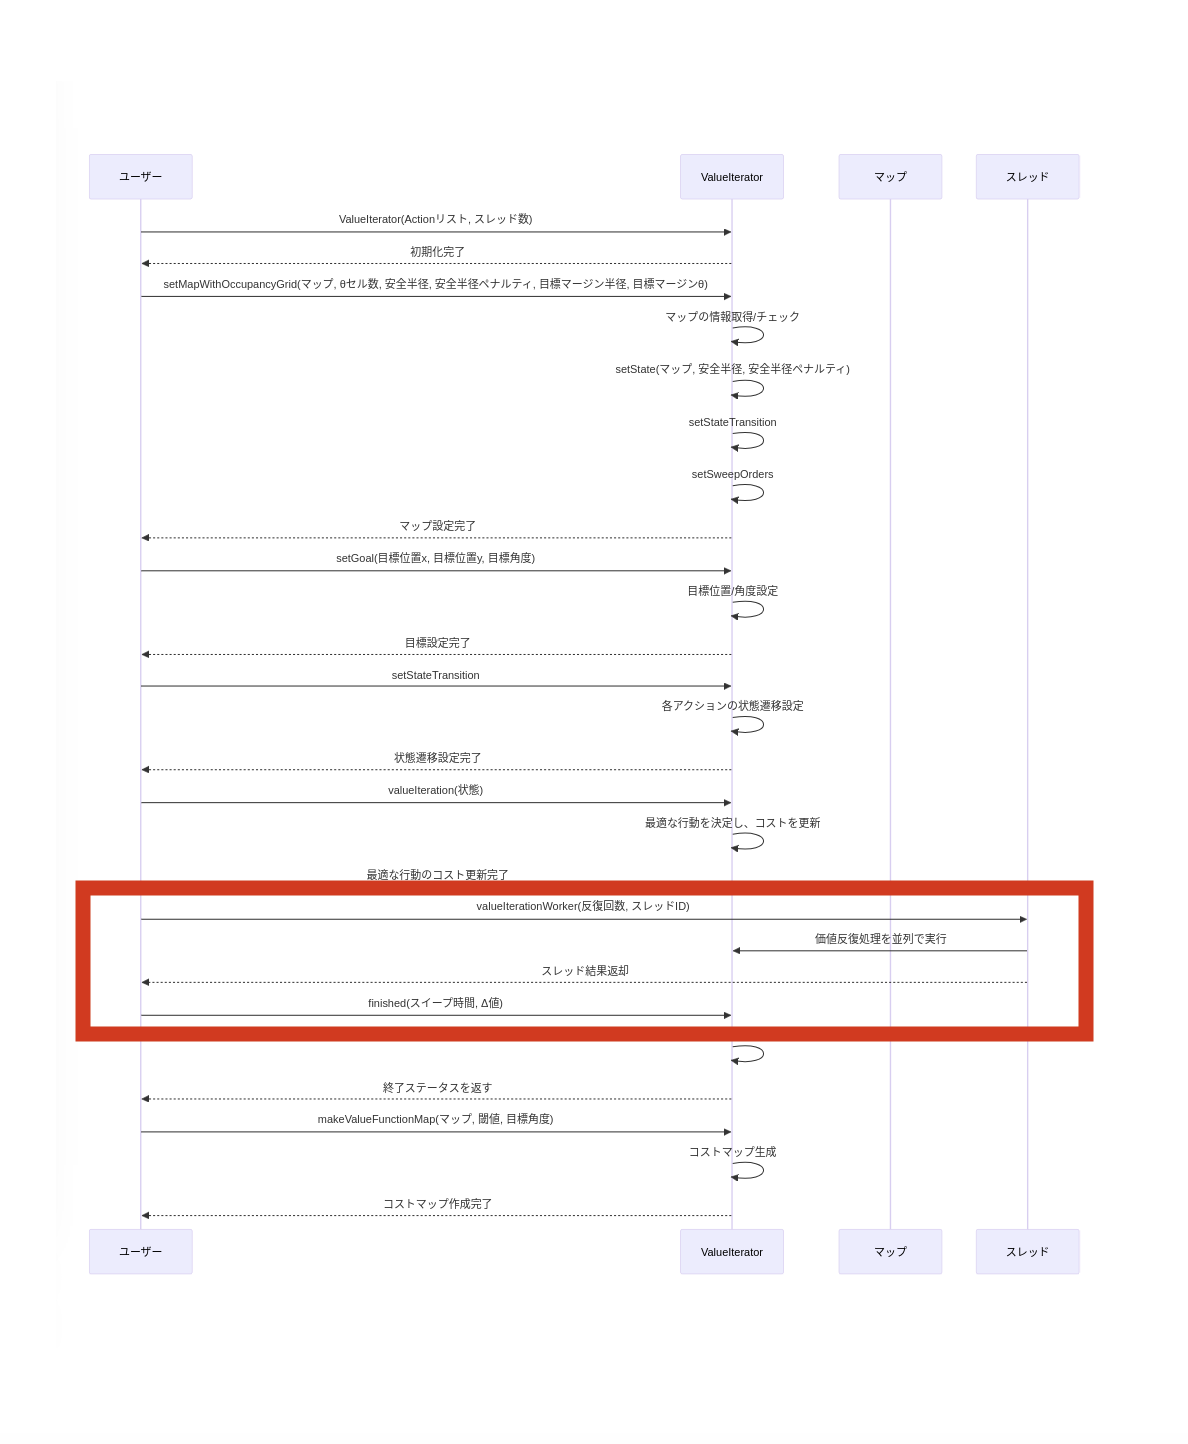 ユーザー
ValueIterator
マップ
スレッド
ValueIterator(Actionリスト, スレッド数)
初期化完了
setMapWithOccupancyGrid(マップ, θセル数, 安全半径, 安全半径ペナルティ, 目標マージン半径, 目標マージンθ)
マップの情報取得/チェック
setState(マップ, 安全半径, 安全半径ペナルティ)
setStateTransition
setSweepOrders
マップ設定完了
setGoal(目標位置x, 目標位置y, 目標角度)
目標位置/角度設定
目標設定完了
setStateTransition
各アクションの状態遷移設定
状態遷移設定完了
valueIteration(状態)
最適な行動を決定し、コストを更新
最適な行動のコスト更新完了
valueIterationWorker(反復回数, スレッドID)
価値反復処理を並列で実行
スレッド結果返却
finished(スイープ時間, Δ値)
終了ステータスを返す
makeValueFunctionMap(マップ, 閾値, 目標角度)
コストマップ生成
コストマップ作成完了
ユーザー
ValueIterator
マップ
スレッド